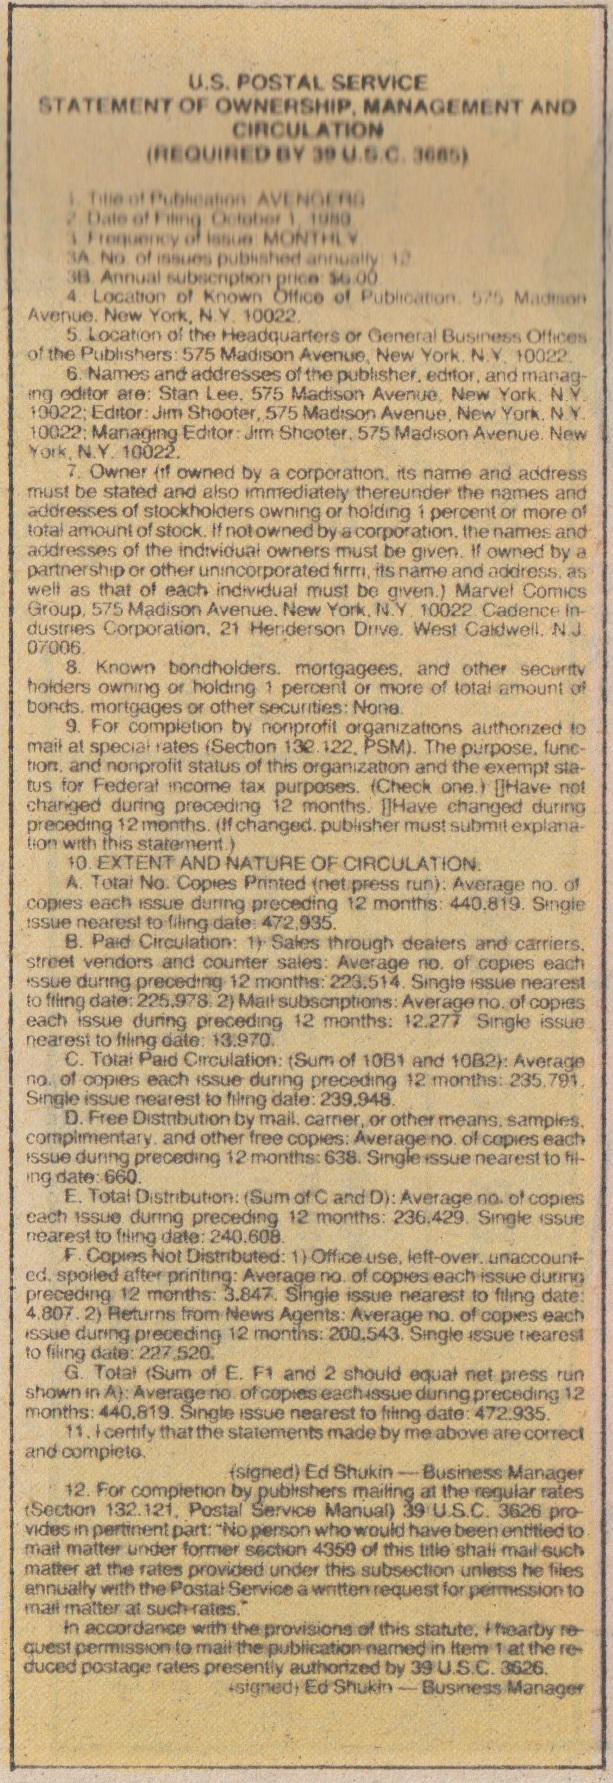 U.S. POSTAL SERVICE
STATEMENT OF OWNERSHIP, MANAGEMENT AND
CIRCULATION
(REQUIRED BY 39 U.S.C. 3685)
1. Title of Publication: AVENGERS
2. Date of Filing: October 1, 1980
3. Frequency of Issue: MONTHLY
3A. No. of issues published annually: 12
3B. Annual subscription price: $6.00
4. Location of Known Office of Publication: 575 Madison
Avenue, New York, N.Y. 10022.
5. Location of the Headquarters or General Business Offices
of the Publishers: 575 Madison Avenue, New York, N.Y. 10022.
6. Names and addresses of the publisher, editor, and manag-
ing editor are: Stan Lee, 575 Madison Avenue, New York, N.Y.
10022; Editor: Jim Shooter, 575 Madison Avenue, New York, N.Y.
10022; Managing Editor: Jim Shooter, 575 Madison Avenue, New
York, N.Y. 10022.
7. Owner (if owned by a corporation, its name and address
must be stated and also immediately thereunder the names and
addresses of stockholders owning or holding 1 percent or more of
total amount of stock. If not owned by a corporation, the names and
addresses of the individual owners must be given. If owned by a
partnership or other unincorporated firm, its name and address, as
well as that of each individual must be given.) Marvel Comics
Group, 575 Madison Avenue, New York, N.Y. 10022. Cadence In-
dustries Corporation, 21 Henderson Drive, West Caldwell, N.J.
07006.
8. Known bondholders, mortgagees, and other security
holders owning or holding 1 percent or more of total amount of
bonds, mortgages or other securities: None.
9. For completion by nonprofit organizations authorized to
mail at special rates (Section 132.122, PSM). The purpose, func-
tion, and nonprofit status of this organization and the exempt sta-
tus for Federal income tax purposes. (Check one.) []Have not
changed during preceding 12 months. []Have changed during
preceding 12 months. (If changed, publisher must submit explana-
tion with this statement.)
10. EXTENT AND NATURE OF CIRCULATION.
A. Total No. Copies Printed (net press run): Average no. of
copies each issue during preceding 12 months: 440,819. Single
issue nearest to filing date: 472,935.
B. Paid Circulation: 1) Sales through dealers and carriers,
street vendors and counter sales: Average no. of copies each
issue during preceding 12 months: 223,514. Single issue nearest
to filing date: 225,978. 2) Mail subscriptions: Average no. of copies
each issue during preceding 12 months: 12,277 Single issue
nearest to filing date: 13,970.
C. Total Paid Circulation: (Sum of 10B1 and 10B2): Average
no. of copies each issue during preceding 12 months: 235,791.
Single issue nearest to filing date: 239,948.
D. Free Distribution by mail, carrier, or other means, samples,
complimentary, and other free copies: Average no. of copies each
issue during preceding 12 months: 638. Single issue nearest to fil-
ing date: 660.
E. Total Distribution: (Sum of C and D): Average no. of copies
each issue during preceding 12 months: 236,429. Single issue
nearest to filing date: 240,608.
F. Copies Not Distributed: 1) Office use, left-over, unaccount-
ed, spoiled after printing: Average no. of copies each issue during
preceding 12 months: 3,847. Single issue nearest to filing date:
4,807. 2) Returns from News Agents: Average no. of copies each
issue during preceding 12 months: 200,543. Single issue nearest
to filing date: 227,520.
G. Total (Sum of E, F1 and 2 should equal net press run
shown in A): Average no. of copies each issue during preceding 12
months: 440,819. Single issue nearest to filing date: 472,935.
11. I certify that the statements made by me above are correct
and complete.
(signed) Ed Shukin — Business Manager
12. For completion by publishers mailing at the regular rates
(Section 132.121, Postal Service Manual) 39 U.S.C. 3626 pro-
vides in pertinent part: "No person who would have been entitled to
mail matter under former section 4359 of this title shall mail such
matter at the rates provided under this subsection unless he files
annually with the Postal Service a written request for permission to
mail matter at such rates."
In accordance with the provisions of this statute, I hearby re-
quest permission to mail the publication named in Item 1 at the re-
duced postage rates presently authorized by 39 U.S.C. 3626.
(signed) Ed Shukin — Business Manager